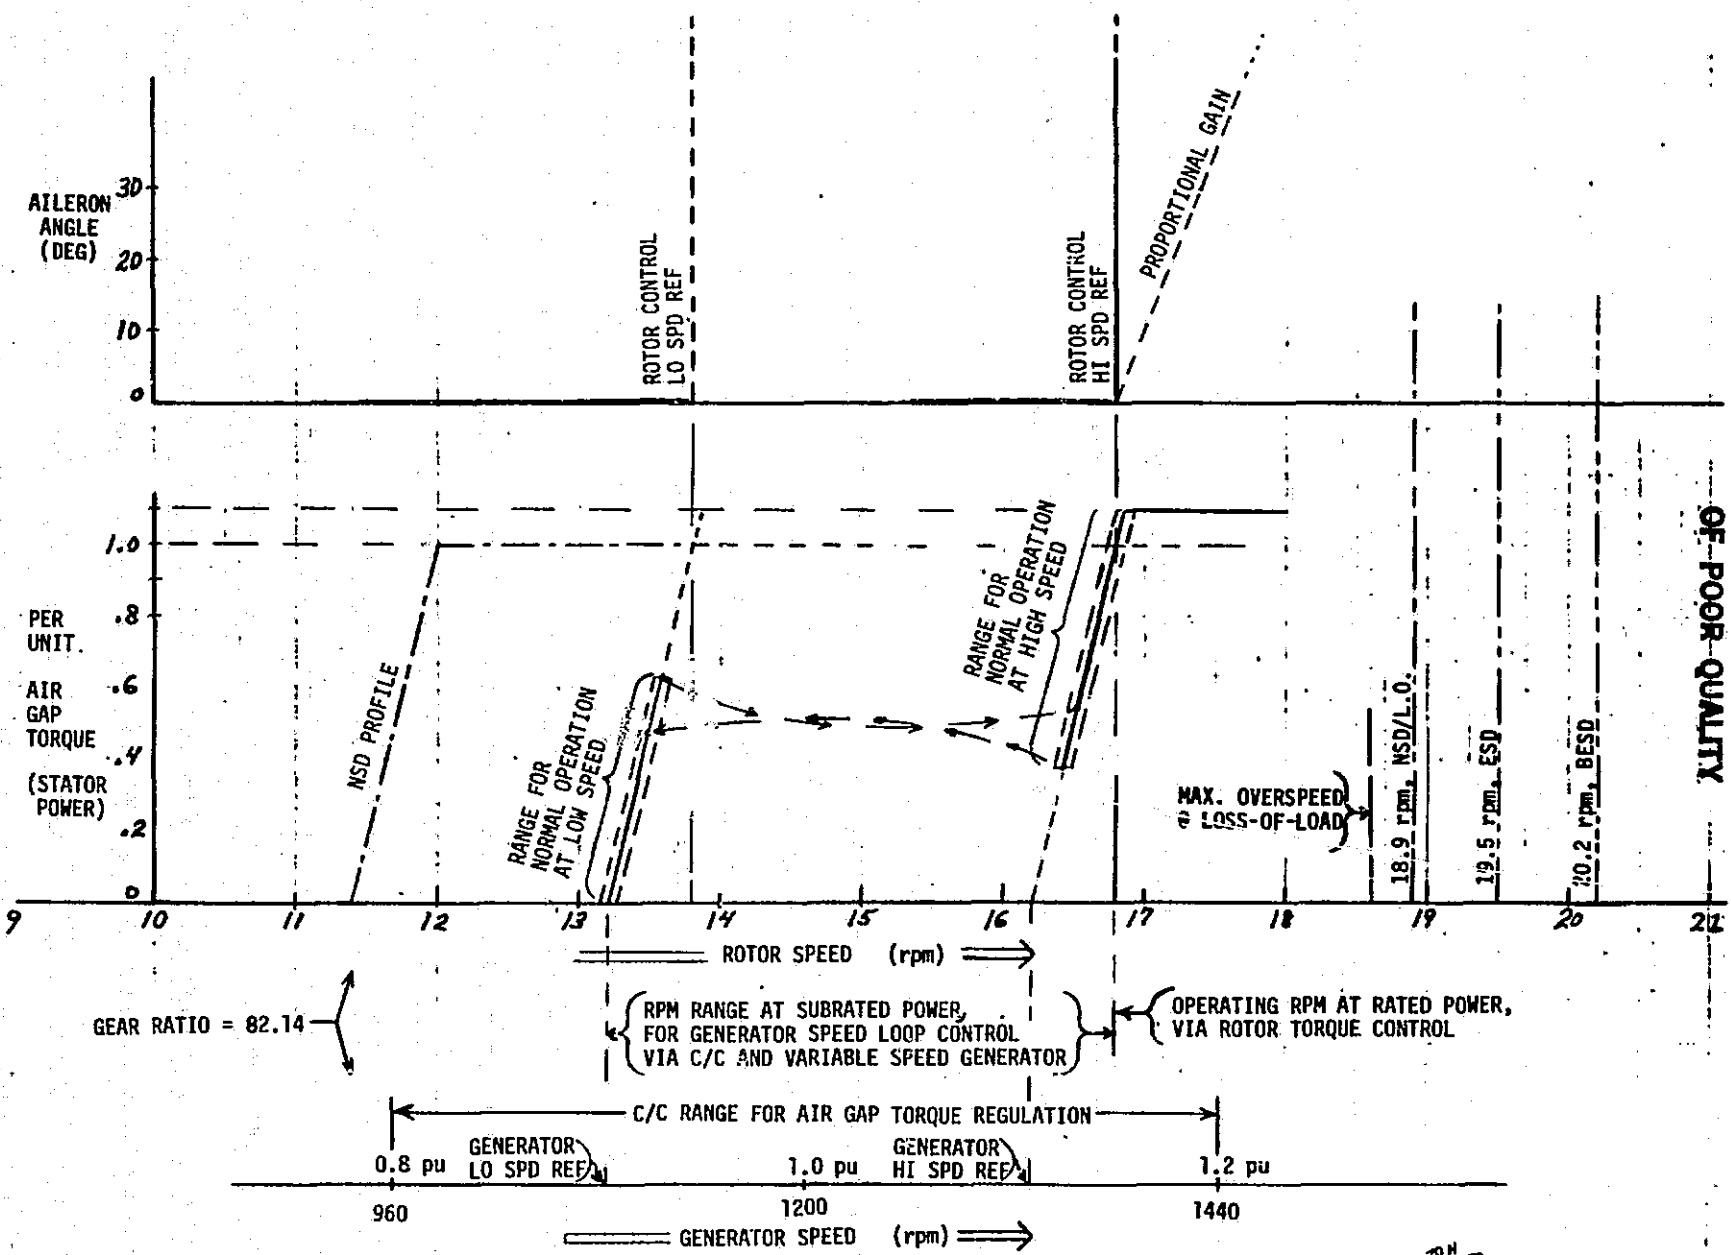 AILERON
ANGLE
(DEG)
30
20
10
0
ROTOR CONTROL
LO SPD REF
ROTOR CONTROL
HI SPD REF
PROPORTIONAL GAIN
PER
UNIT.
AIR
GAP
TORQUE
(STATOR
POWER)
1.0
.8
.6
.4
.2
0
NSD PROFILE
RANGE FOR
NORMAL OPERATION
AT LOW SPEED
RANGE FOR
NORMAL OPERATION
AT HIGH SPEED
MAX. OVERSPEED
@ LOSS-OF-LOAD
18.9 rpm, NSD/L.O.
19.5 rpm, ESD
20.2 rpm, BESD
OF POOR QUALITY
9 10 11 12 13 14 15 16 17 18 19 20 21
ROTOR SPEED (rpm)
GEAR RATIO = 82.14
RPM RANGE AT SUBRATED POWER,
FOR GENERATOR SPEED LOOP CONTROL
VIA C/C AND VARIABLE SPEED GENERATOR
OPERATING RPM AT RATED POWER,
VIA ROTOR TORQUE CONTROL
C/C RANGE FOR AIR GAP TORQUE REGULATION
0.8 pu
GENERATOR
LO SPD REF
1.0 pu
GENERATOR
HI SPD REF
1.2 pu
960 1200 1440
GENERATOR SPEED (rpm)